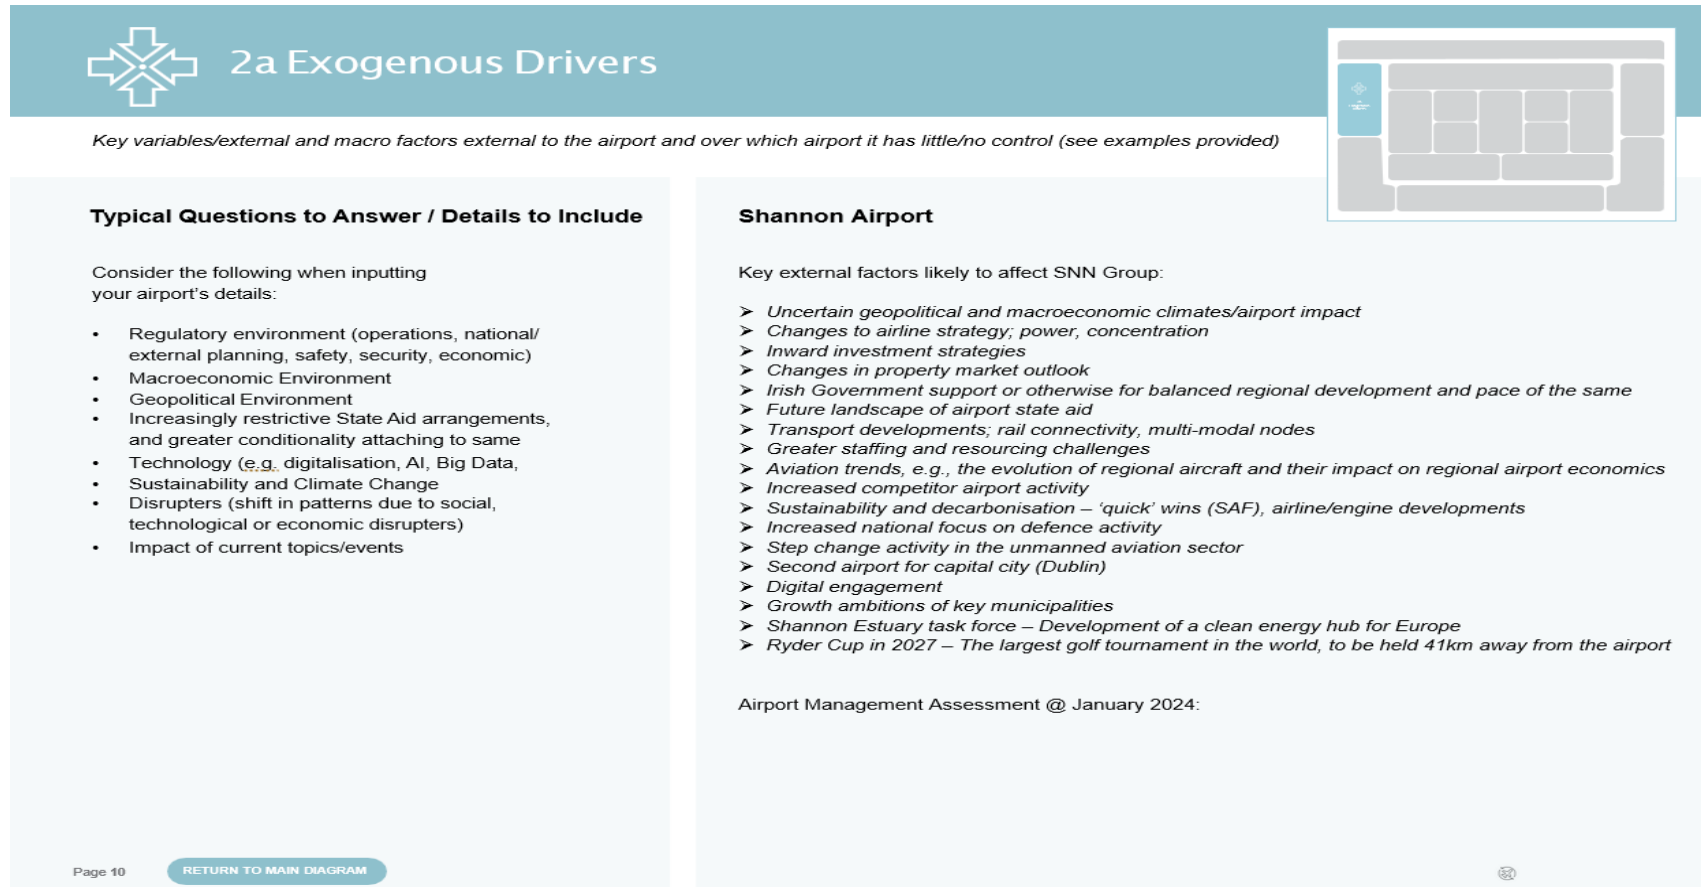 2a Exogenous Drivers
Key variables/external and macro factors external to the airport and over which airport it has little/no control (see examples provided)
Typical Questions to Answer / Details to Include
Consider the following when inputting
your airport's details:
• Regulatory environment (operations, national/
external planning, safety, security, economic)
• Macroeconomic Environment
• Geopolitical Environment
• Increasingly restrictive State Aid arrangements,
and greater conditionality attaching to same
• Technology (e.g. digitalisation, AI, Big Data,
• Sustainability and Climate Change
• Disrupters (shift in patterns due to social,
technological or economic disrupters)
• Impact of current topics/events
Shannon Airport
Key external factors likely to affect SNN Group:
➢ Uncertain geopolitical and macroeconomic climates/airport impact
➢ Changes to airline strategy; power, concentration
➢ Inward investment strategies
➢ Changes in property market outlook
➢ Irish Government support or otherwise for balanced regional development and pace of the same
➢ Future landscape of airport state aid
➢ Transport developments; rail connectivity, multi-modal nodes
➢ Greater staffing and resourcing challenges
➢ Aviation trends, e.g., the evolution of regional aircraft and their impact on regional airport economics
➢ Increased competitor airport activity
➢ Sustainability and decarbonisation – 'quick' wins (SAF), airline/engine developments
➢ Increased national focus on defence activity
➢ Step change activity in the unmanned aviation sector
➢ Second airport for capital city (Dublin)
➢ Digital engagement
➢ Growth ambitions of key municipalities
➢ Shannon Estuary task force – Development of a clean energy hub for Europe
➢ Ryder Cup in 2027 – The largest golf tournament in the world, to be held 41km away from the airport
Airport Management Assessment @ January 2024:
Page 10
RETURN TO MAIN DIAGRAM